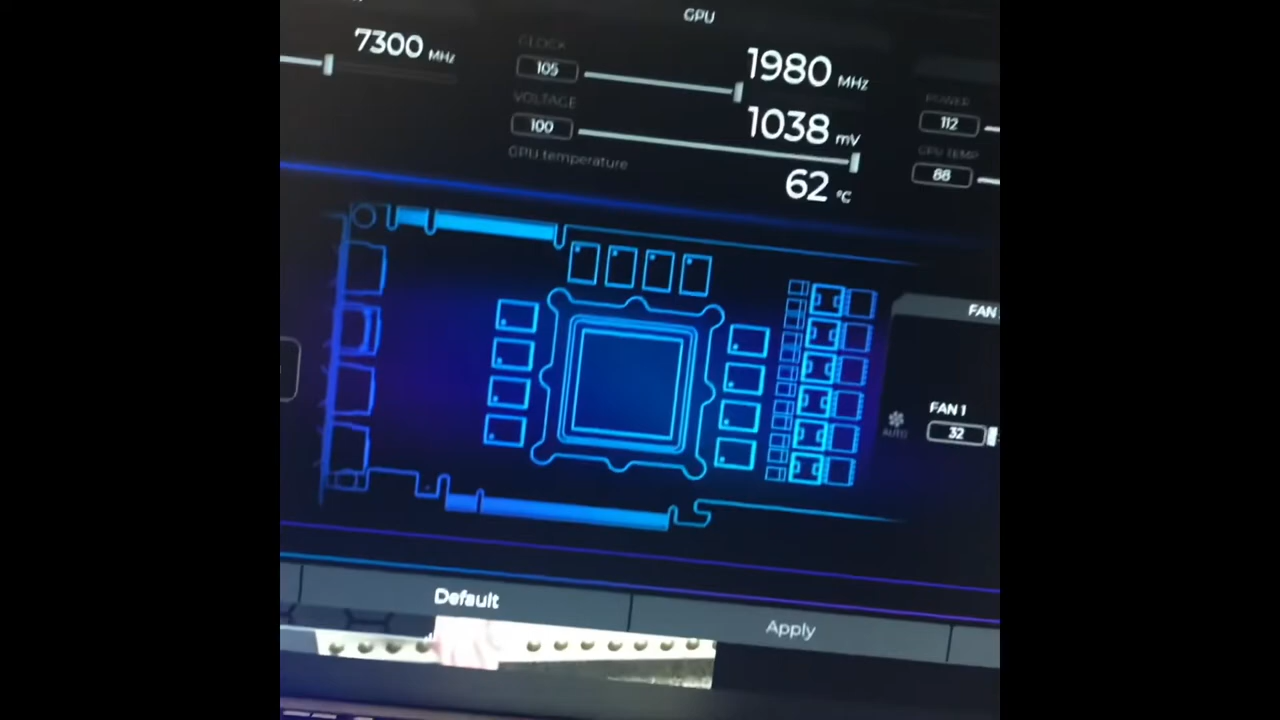 GPU
7300 MHz
CLOCK
105
1980 MHz
VOLTAGE
100
1038 mV
GPU temperature
62 °C
POWER
112
GPU TEMP
88
FAN
FAN 1
AUTO
32
Default
Apply